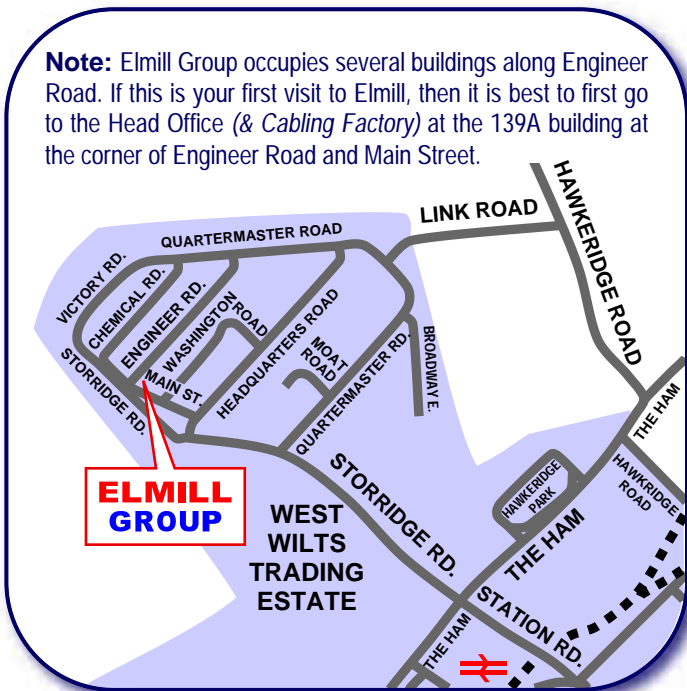 Note: Elmill Group occupies several buildings along Engineer
Road. If this is your first visit to Elmill, then it is best to first go
to the Head Office (& Cabling Factory) at the 139A building at
the corner of Engineer Road and Main Street.
LINK ROAD
HAWKERIDGE ROAD
QUARTERMASTER ROAD
VICTORY RD.
CHEMICAL RD.
ENGINEER RD.
WASHINGTON
ROAD
MAIN ST.
HEADQUARTERS ROAD
MOAT
ROAD
QUARTERMASTER RD.
BROADWAY E.
STORRIDGE RD.
THE HAM
HAWKRIDGE
ROAD
HAWKERIDGE
PARK
ELMILL
GROUP
WEST
WILTS
TRADING
ESTATE
STORRIDGE RD.
THE HAM
STATION RD.
THE HAM